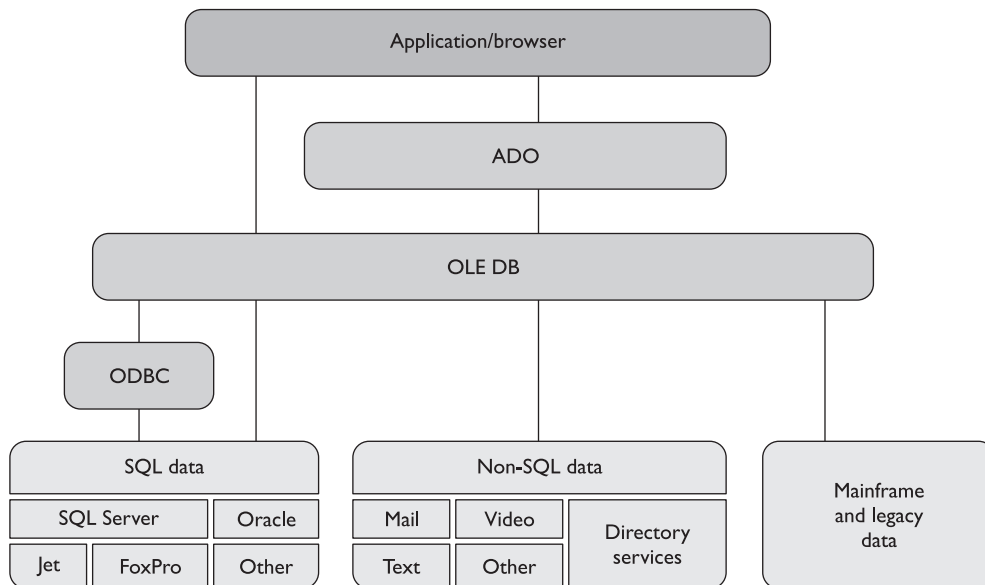 Application/browser
ADO
OLE DB
ODBC
SQL data
SQL Server
Oracle
Jet
FoxPro
Other
Non-SQL data
Mail
Video
Text
Other
Directory
services
Mainframe
and legacy
data